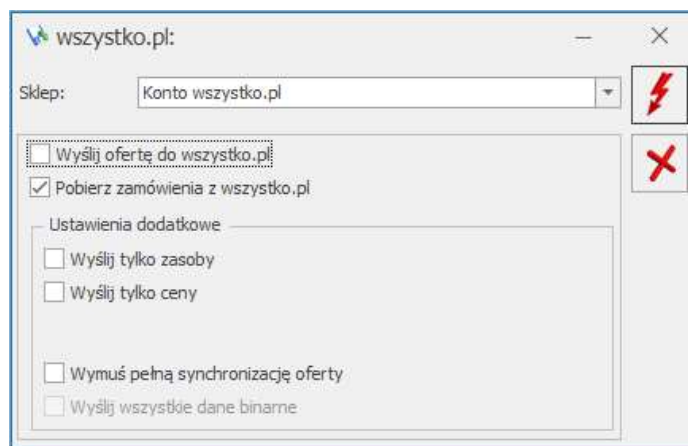 wszystko.pl:
Sklep: Konto wszystko.pl
Wyślij ofertę do wszystko.pl
Pobierz zamówienia z wszystko.pl
Ustawienia dodatkowe
Wyślij tylko zasoby
Wyślij tylko ceny
Wymuś pełną synchronizację oferty
Wyślij wszystkie dane binarne